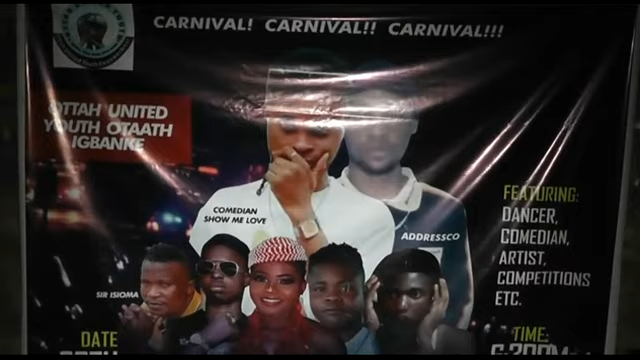 CARNIVAL! CARNIVAL!! CARNIVAL!!!
OTTAH UNITED
YOUTH OTAATH
IGBANKE
COMEDIAN
SHOW ME LOVE
ADDRESSCO
FEATURING:
DANCER,
COMEDIAN,
ARTIST,
COMPETITIONS
ETC.
SIR ISIOMA
DATE
TIME: